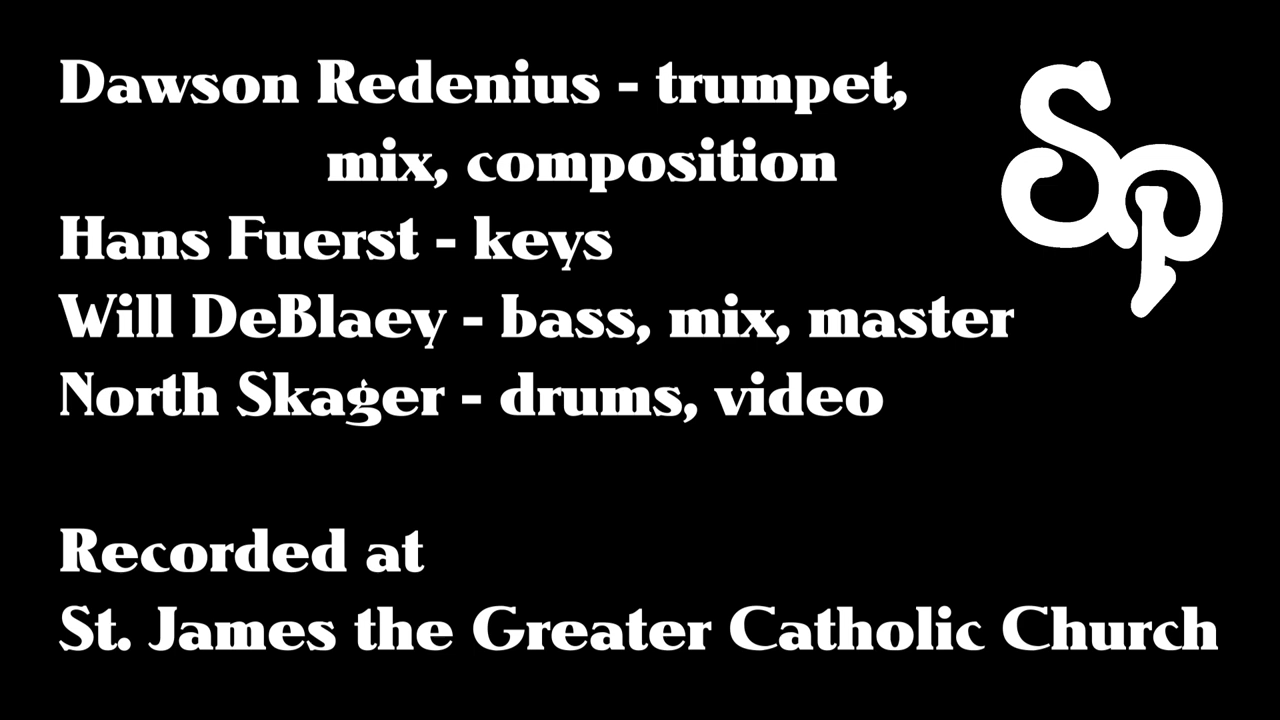 Dawson Redenius - trumpet,
mix, composition
Hans Fuerst - keys
Will DeBlaey - bass, mix, master
North Skager - drums, video
Sp
Recorded at
St. James the Greater Catholic Church